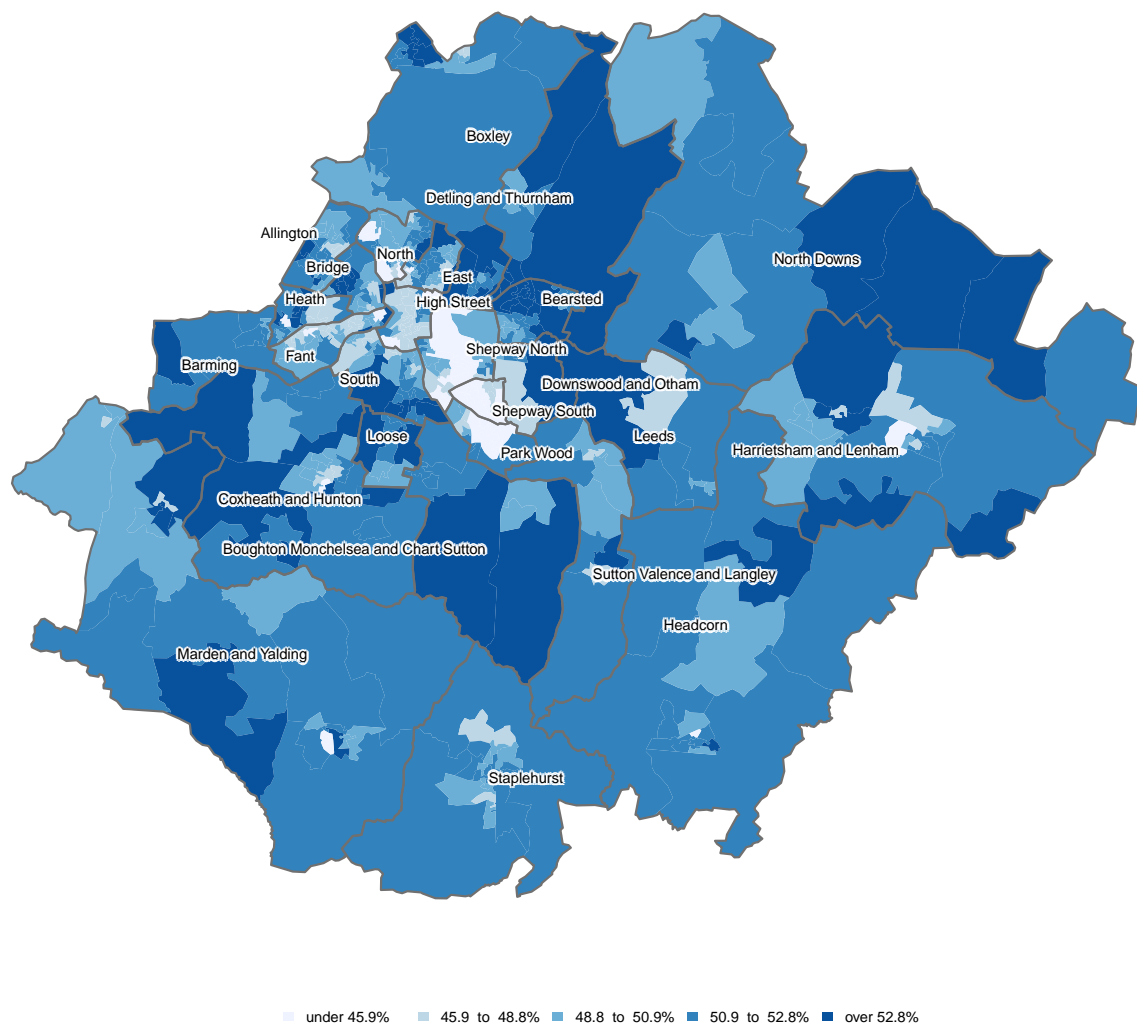 Boxley
Detling and Thurnham
Allington
North
North Downs
Bridge
East
Heath
High Street
Bearsted
Shepway North
Fant
Barming
South
Downswood and Otham
Shepway South
Loose
Leeds
Park Wood
Harrietsham and Lenham
Coxheath and Hunton
Boughton Monchelsea and Chart Sutton
Sutton Valence and Langley
Headcorn
Marden and Yalding
Staplehurst
under 45.9% 45.9 to 48.8% 48.8 to 50.9% 50.9 to 52.8% over 52.8%